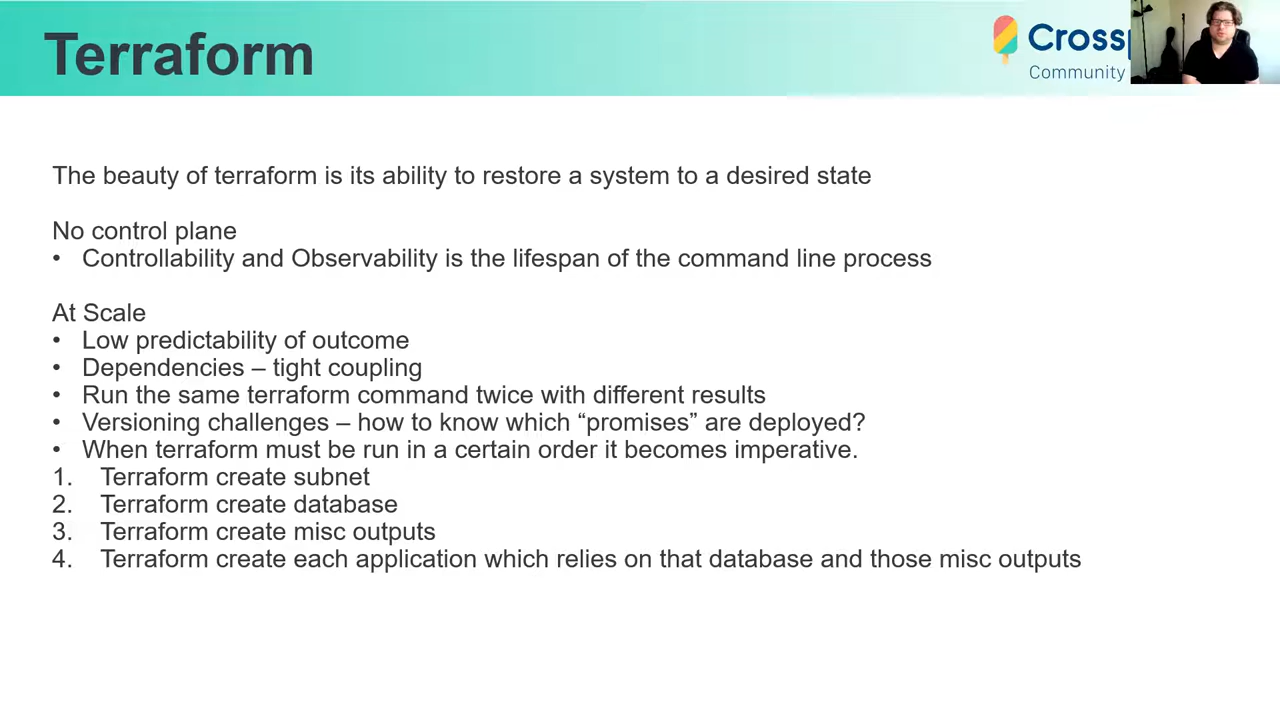 Terraform
Cross
Community
The beauty of terraform is its ability to restore a system to a desired state
No control plane
• Controllability and Observability is the lifespan of the command line process
At Scale
• Low predictability of outcome
• Dependencies – tight coupling
• Run the same terraform command twice with different results
• Versioning challenges – how to know which “promises” are deployed?
• When terraform must be run in a certain order it becomes imperative.
1. Terraform create subnet
2. Terraform create database
3. Terraform create misc outputs
4. Terraform create each application which relies on that database and those misc outputs